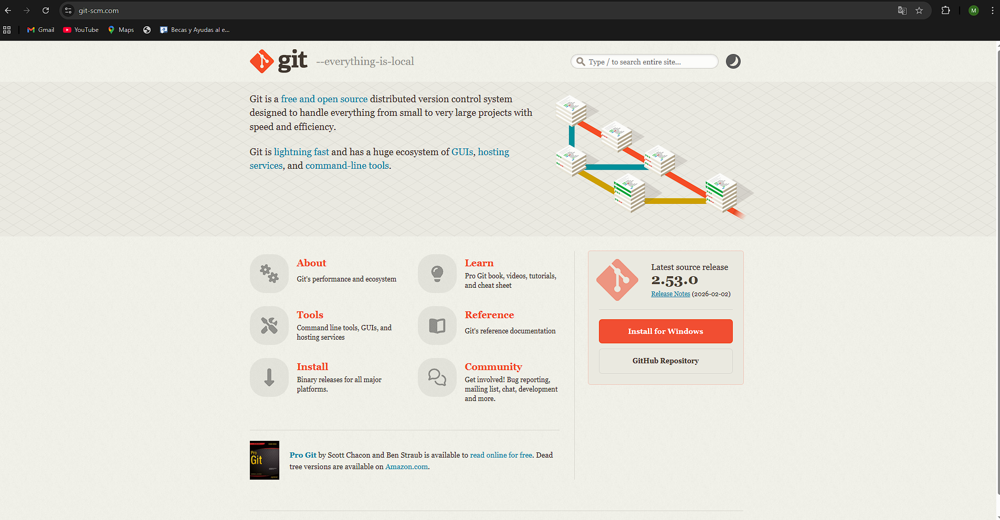 git-scm.com
M
Gmail
YouTube
Maps
Becas y Ayudas al e...
git --everything-is-local
Type / to search entire site...
Git is a free and open source distributed version control system
designed to handle everything from small to very large projects with
speed and efficiency.
Git is lightning fast and has a huge ecosystem of GUIs, hosting
services, and command-line tools.
About
Git's performance and ecosystem
Learn
Pro Git book, videos, tutorials,
and cheat sheet
Tools
Command line tools, GUIs, and
hosting services
Reference
Git's reference documentation
Install
Binary releases for all major
platforms.
Community
Get involved! Bug reporting,
mailing list, chat, development
and more.
Latest source release
2.53.0
Release Notes (2026-02-02)
Install for Windows
GitHub Repository
Pro
Git
Pro Git by Scott Chacon and Ben Straub is available to read online for free. Dead
tree versions are available on Amazon.com.